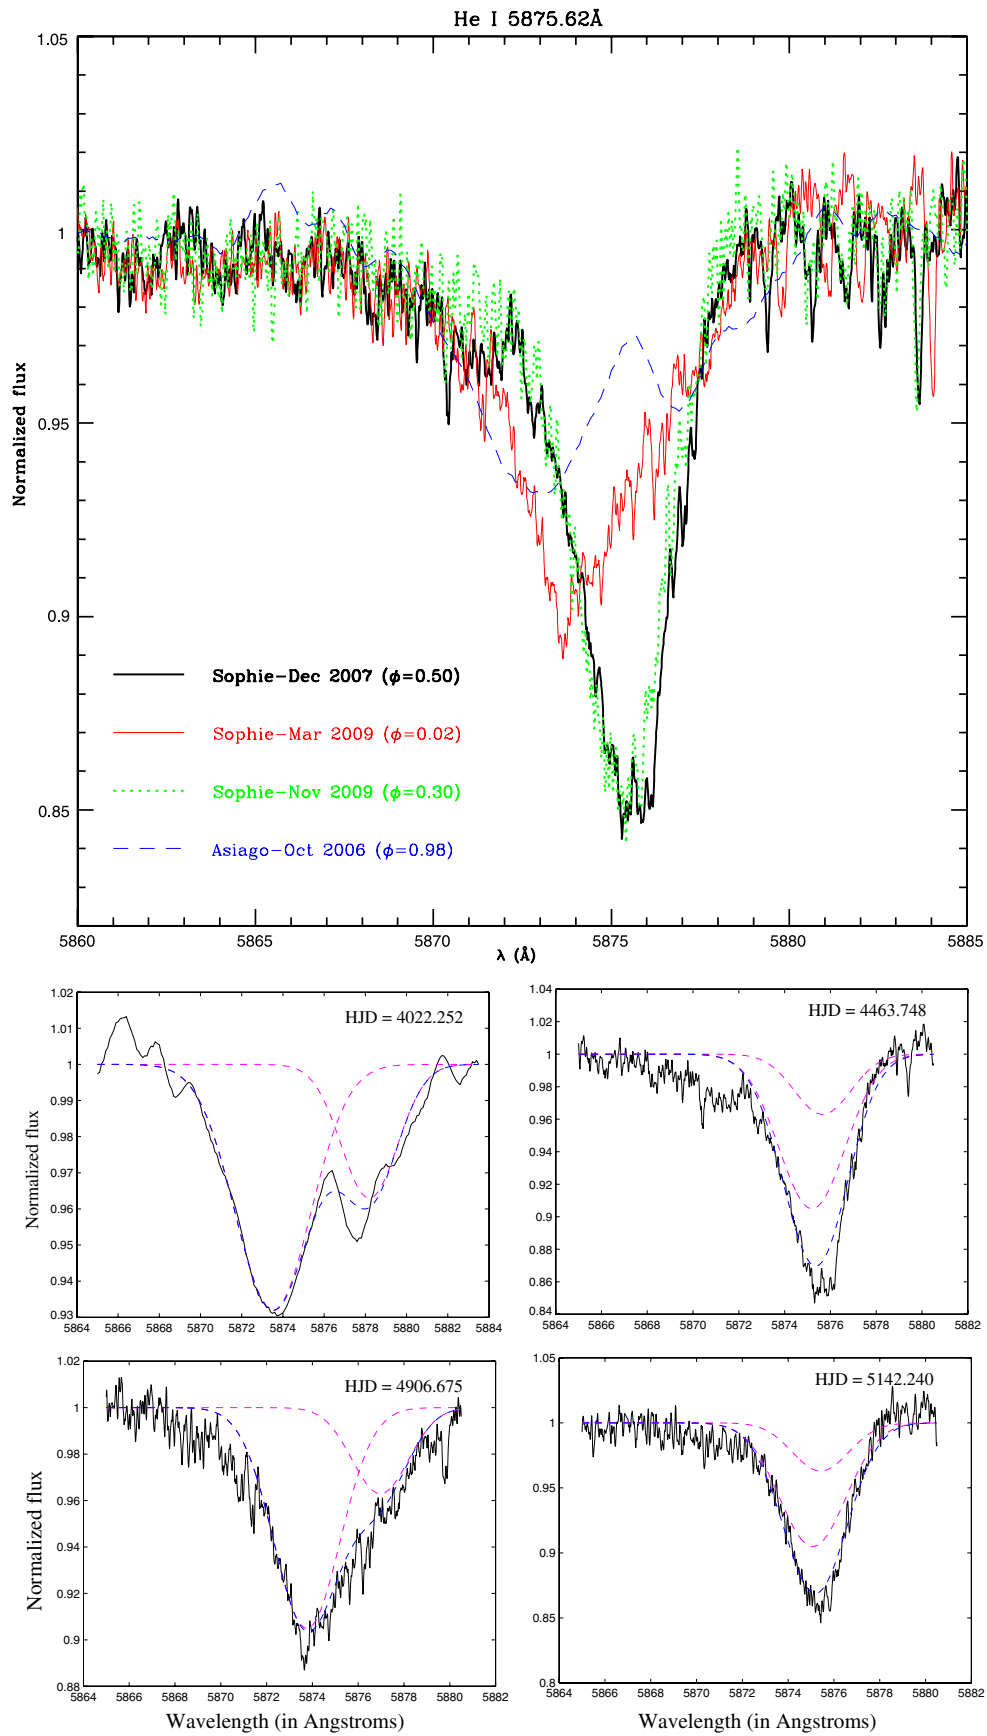 He I 5875.62Å
1.05
1
0.95
0.9
0.85
Normalized flux
Sophie-Dec 2007 (ϕ=0.50)
Sophie-Mar 2009 (ϕ=0.02)
Sophie-Nov 2009 (ϕ=0.30)
Asiago-Oct 2006 (ϕ=0.98)
5860 5865 5870 5875 5880 5885
λ (Å)
HJD = 4022.252
1.02
1.01
1
0.99
0.98
0.97
0.96
0.95
0.94
0.93
Normalized flux
5864 5866 5868 5870 5872 5874 5876 5878 5880 5882 5884
HJD = 4463.748
1.04
1.02
1
0.98
0.96
0.94
0.92
0.9
0.88
0.86
0.84
5864 5866 5868 5870 5872 5874 5876 5878 5880 5882
HJD = 4906.675
1.02
1
0.98
0.96
0.94
0.92
0.9
0.88
Normalized flux
5864 5866 5868 5870 5872 5874 5876 5878 5880 5882
Wavelength (in Angstroms)
HJD = 5142.240
1.05
1
0.95
0.9
0.85
0.8
5864 5866 5868 5870 5872 5874 5876 5878 5880 5882
Wavelength (in Angstroms)